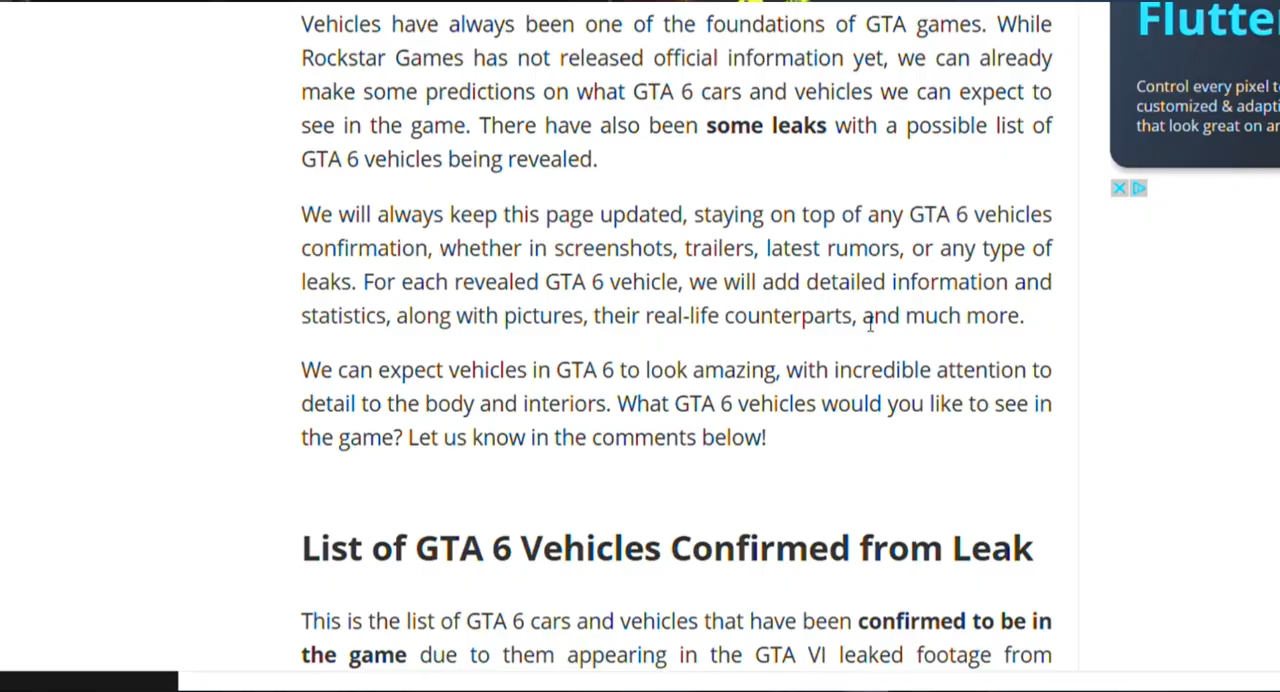 Vehicles have always been one of the foundations of GTA games. While
Rockstar Games has not released official information yet, we can already
make some predictions on what GTA 6 cars and vehicles we can expect to
see in the game. There have also been some leaks with a possible list of
GTA 6 vehicles being revealed.
We will always keep this page updated, staying on top of any GTA 6 vehicles
confirmation, whether in screenshots, trailers, latest rumors, or any type of
leaks. For each revealed GTA 6 vehicle, we will add detailed information and
statistics, along with pictures, their real-life counterparts, and much more.
We can expect vehicles in GTA 6 to look amazing, with incredible attention to
detail to the body and interiors. What GTA 6 vehicles would you like to see in
the game? Let us know in the comments below!
List of GTA 6 Vehicles Confirmed from Leak
This is the list of GTA 6 cars and vehicles that have been confirmed to be in
the game due to them appearing in the GTA VI leaked footage from
Flutte
Control every pixel t
customized & adapti
that look great on a